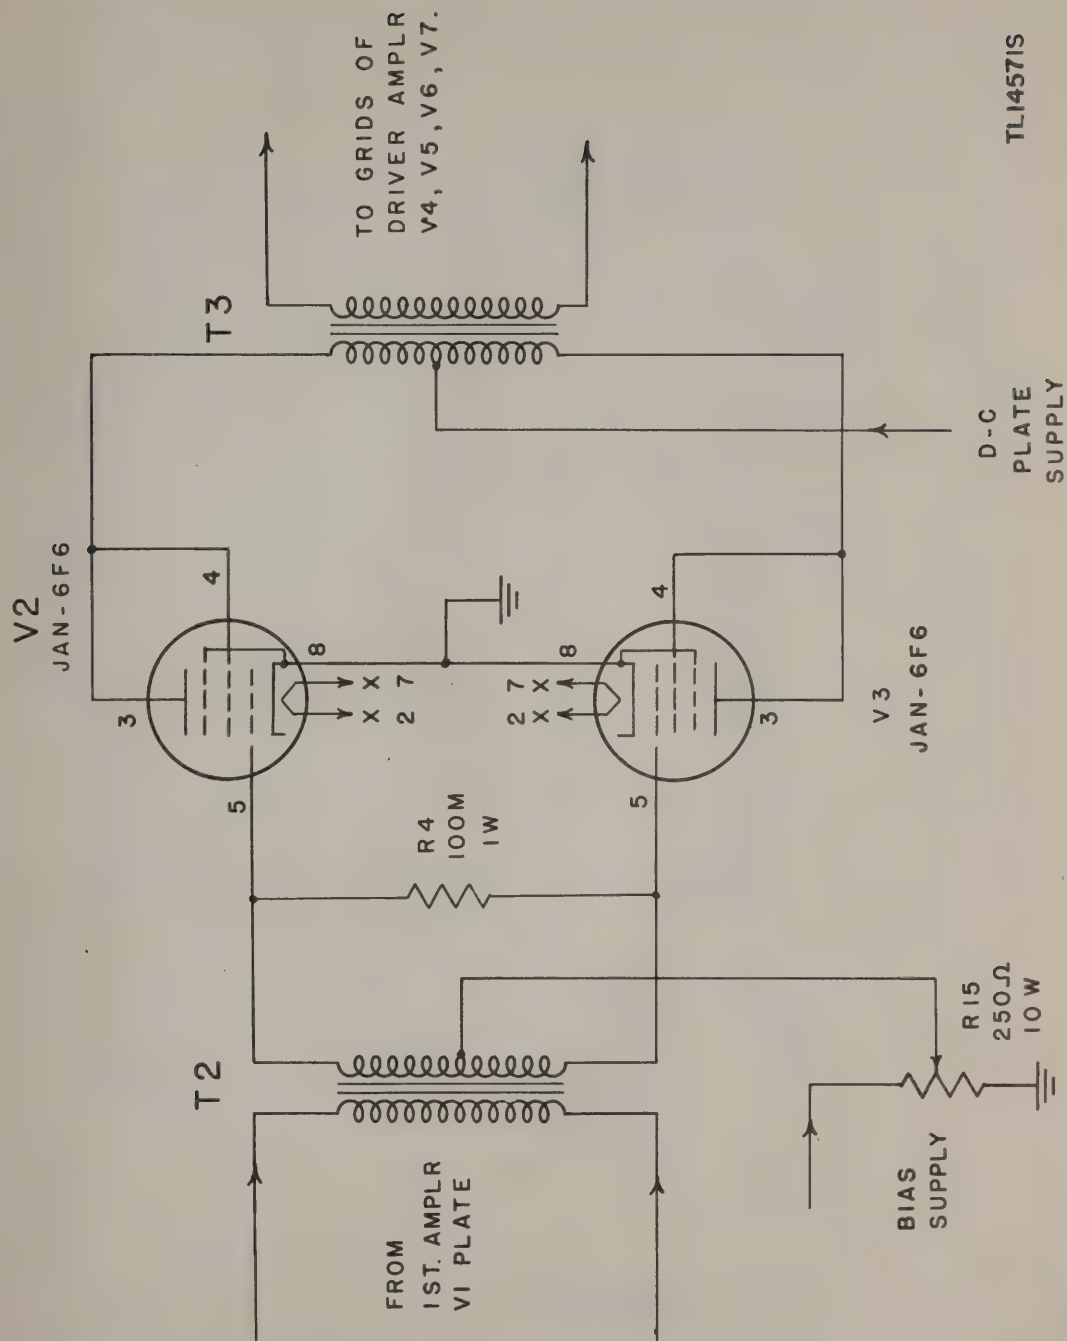 V2
JAN-6F6
3
4
5
8
X X
2 7
T2
T3
FROM
1ST. AMPLR
V1 PLATE
TO GRIDS OF
DRIVER AMPLR
V4, V5, V6, V7.
R4
100M
1W
8
2 7
X X
5
4
3
V3
JAN-6F6
BIAS
SUPPLY
R15
250Ω
10W
D-C
PLATE
SUPPLY
TL14571S